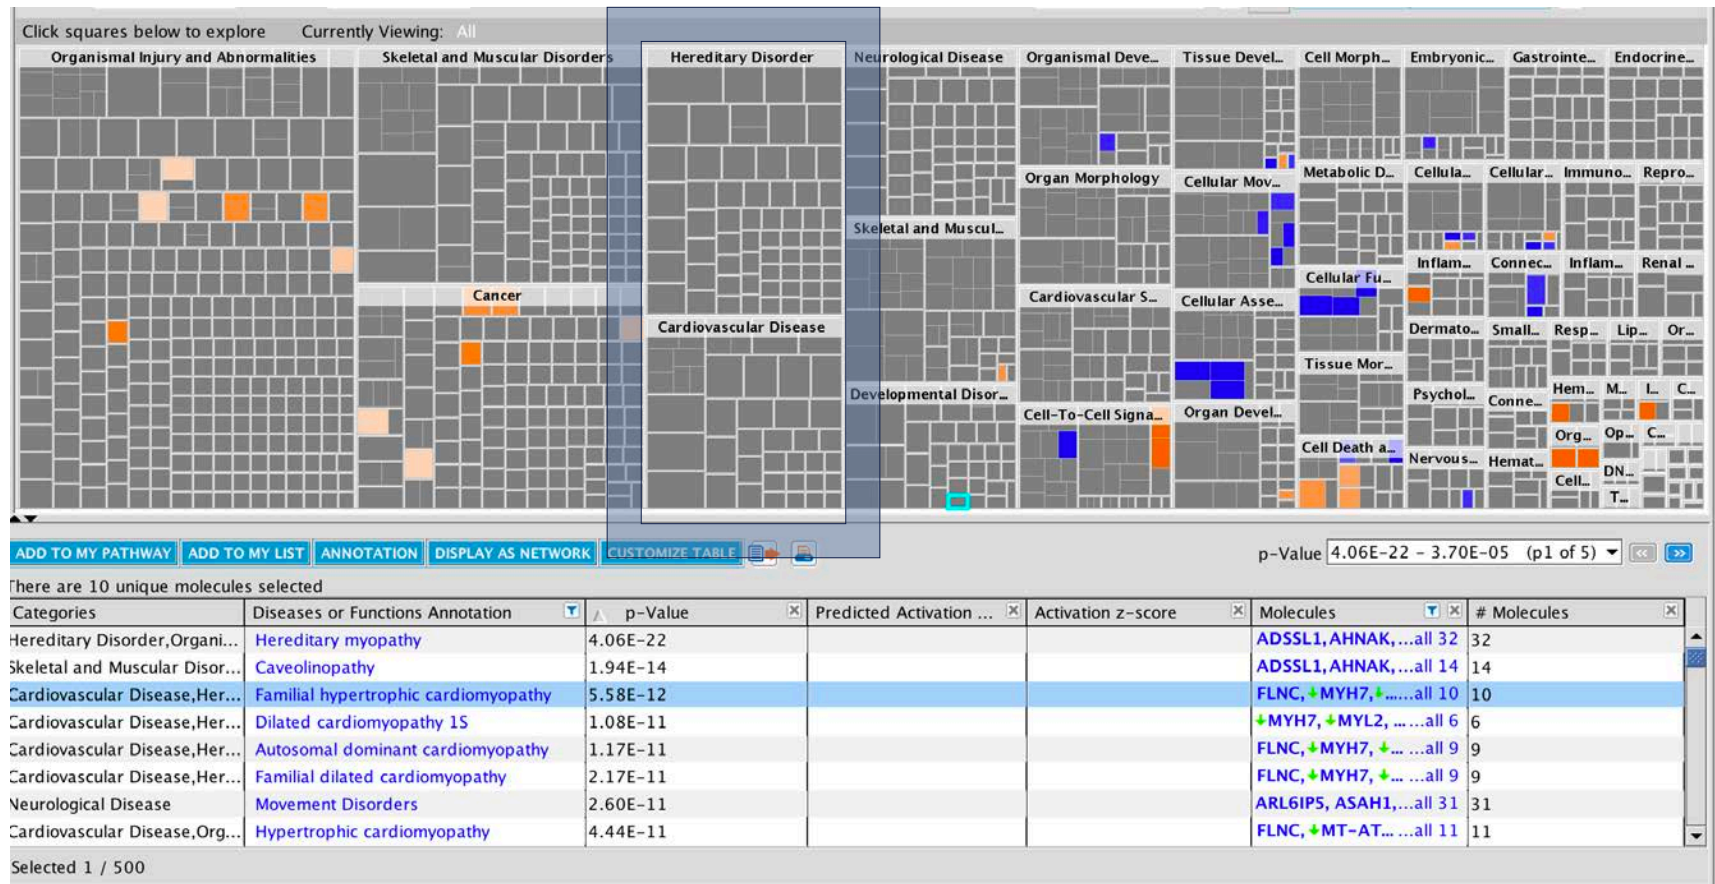 Click squares below to explore Currently Viewing: All
Organismal Injury and Abnormalities Skeletal and Muscular Disorders Hereditary Disorder Neurological Disease Organismal Deve... Tissue Devel... Cell Morph... Embryonic... Gastrointe... Endocrine...
Organ Morphology Cellular Mov... Metabolic D... Cellula... Cellular... Immuno... Repro...
Skeletal and Muscul...
Cellular Fu... Inflam... Connec... Inflam... Renal ...
Cancer Cardiovascular S... Cellular Asse...
Cardiovascular Disease Dermato... Small... Resp... Lip... Or...
Tissue Mor...
Developmental Disor... Psychol... Conne... Hem... M... I... C...
Cell-To-Cell Signa... Organ Devel...
Org... Op... C...
Cell Death a... Nervous... Hemat... DN...
Cell... T...
ADD TO MY PATHWAY ADD TO MY LIST ANNOTATION DISPLAY AS NETWORK CUSTOMIZE TABLE p-Value 4.06E-22 - 3.70E-05 (p1 of 5)
There are 10 unique molecules selected
Categories Diseases or Functions Annotation p-Value Predicted Activation ... Activation z-score Molecules # Molecules
Hereditary Disorder,Organi... Hereditary myopathy 4.06E-22 ADSSL1, AHNAK, ...all 32 32
Skeletal and Muscular Disor... Caveolinopathy 1.94E-14 ADSSL1, AHNAK, ...all 14 14
Cardiovascular Disease,Her... Familial hypertrophic cardiomyopathy 5.58E-12 FLNC, ↓MYH7, ↓... ...all 10 10
Cardiovascular Disease,Her... Dilated cardiomyopathy 1S 1.08E-11 ↓MYH7, ↓MYL2, ... ...all 6 6
Cardiovascular Disease,Her... Autosomal dominant cardiomyopathy 1.17E-11 FLNC, ↓MYH7, ↓... ...all 9 9
Cardiovascular Disease,Her... Familial dilated cardiomyopathy 2.17E-11 FLNC, ↓MYH7, ↓... ...all 9 9
Neurological Disease Movement Disorders 2.60E-11 ARL6IP5, ASAH1,...all 31 31
Cardiovascular Disease,Org... Hypertrophic cardiomyopathy 4.44E-11 FLNC, ↓MT-AT... ...all 11 11
Selected 1 / 500